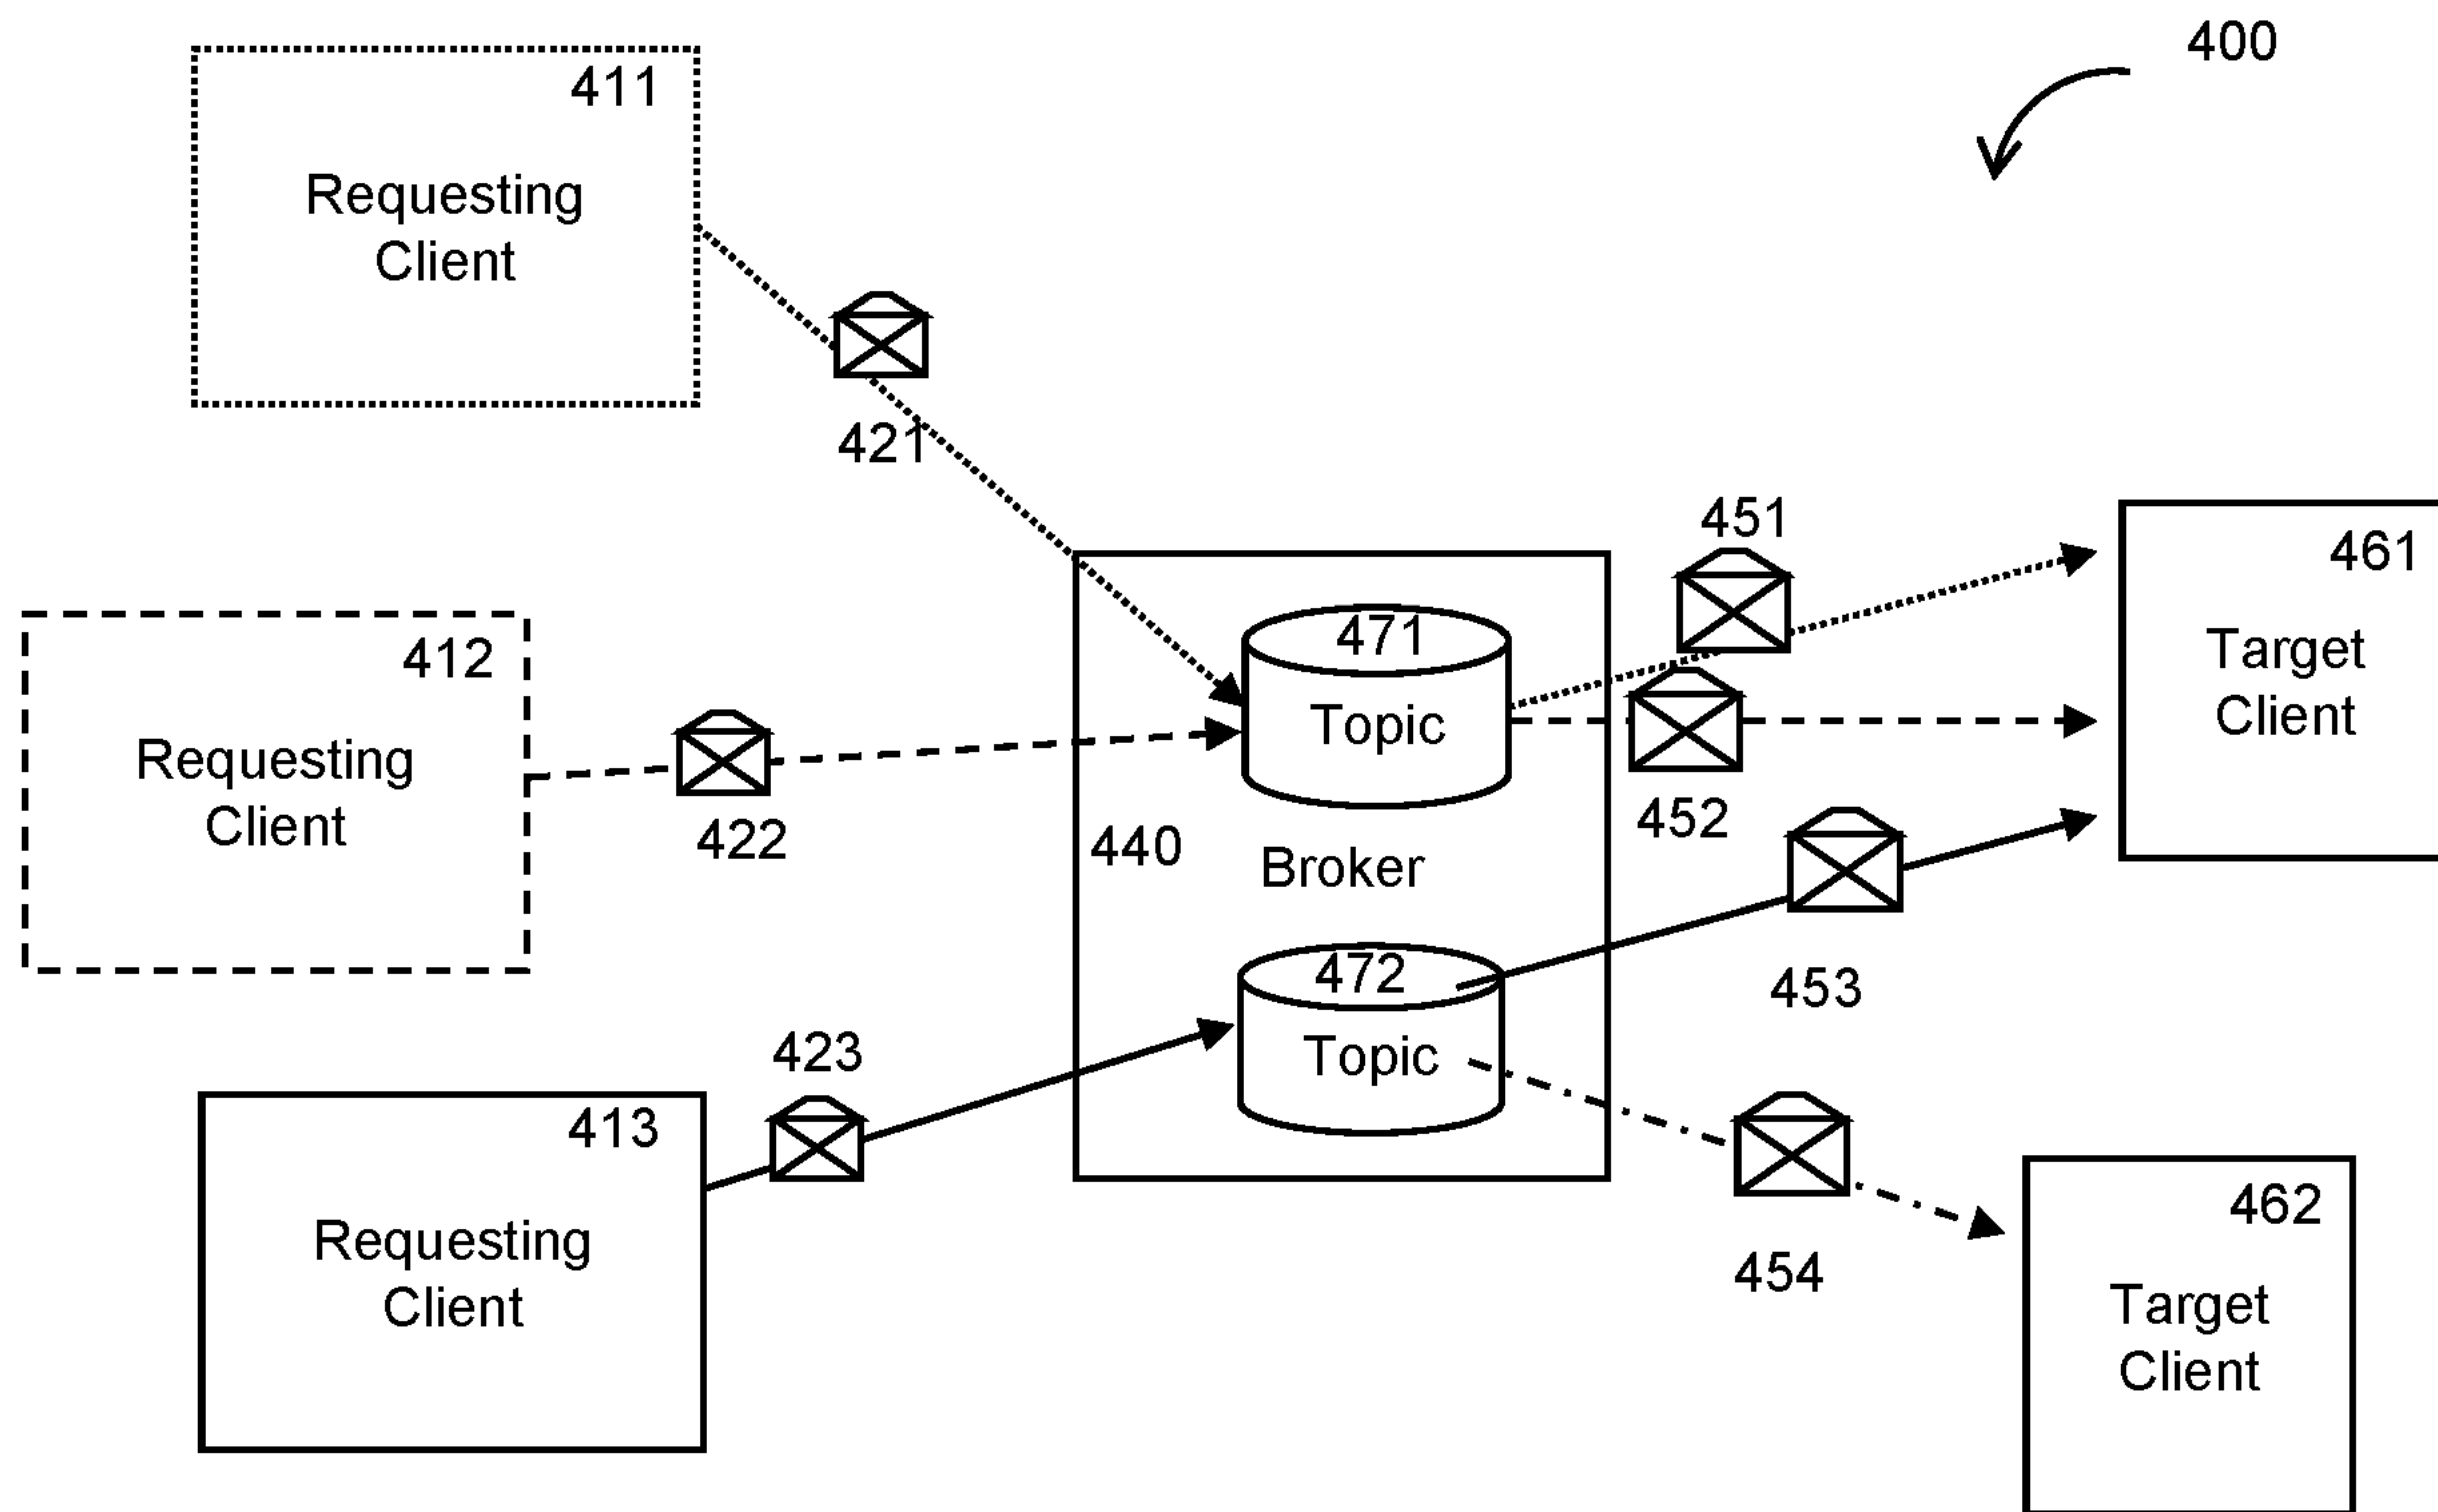 400
411
Requesting
Client
421
451
461
Target
Client
412
Requesting
Client
422
471
Topic
452
440
Broker
453
472
Topic
423
413
Requesting
Client
454
462
Target
Client